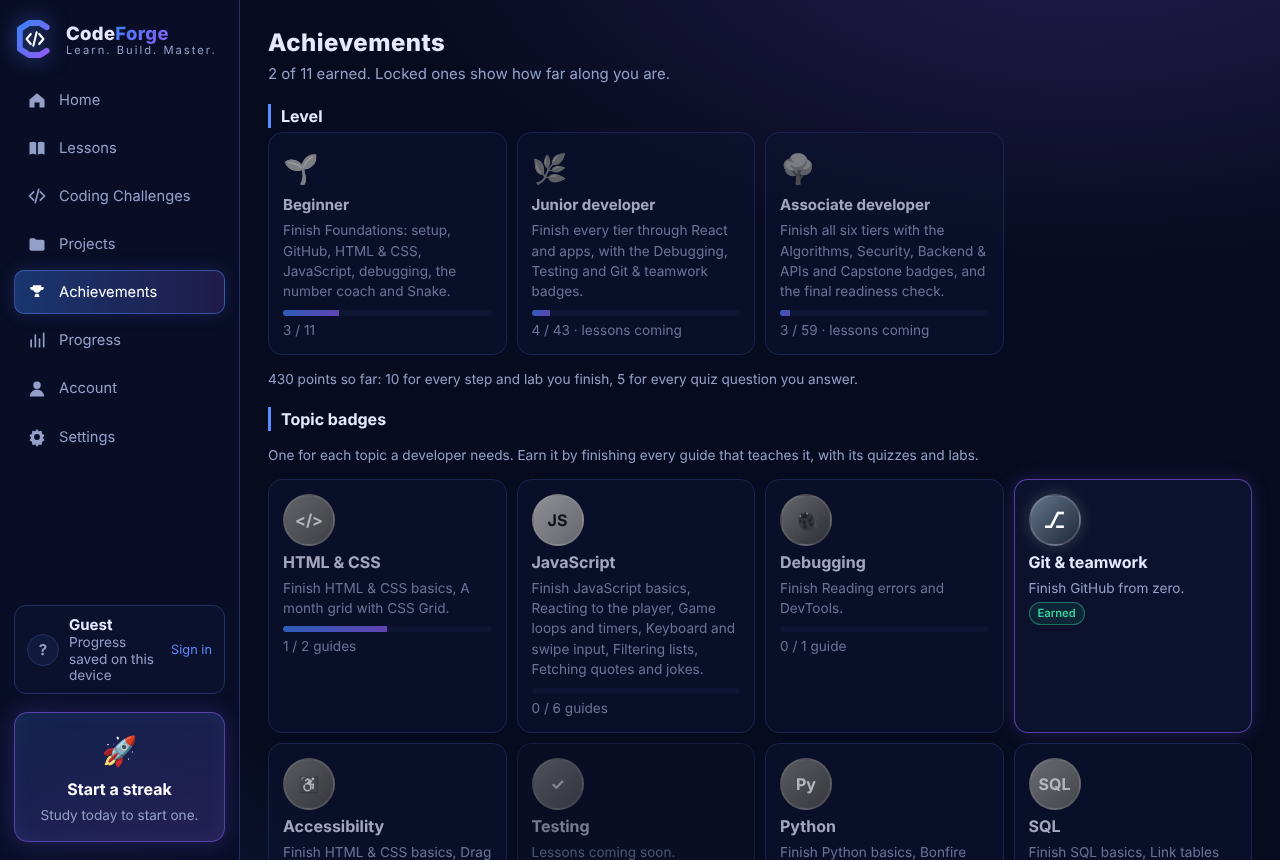 CodeForge
Learn. Build. Master.
Home
Lessons
Coding Challenges
Projects
Achievements
Progress
Account
Settings
?
Guest
Progress
saved on this
device
Sign in
Start a streak
Study today to start one.
Achievements
2 of 11 earned. Locked ones show how far along you are.
Level
Beginner
Finish Foundations: setup,
GitHub, HTML & CSS,
JavaScript, debugging, the
number coach and Snake.
3 / 11
Junior developer
Finish every tier through React
and apps, with the Debugging,
Testing and Git & teamwork
badges.
4 / 43 · lessons coming
Associate developer
Finish all six tiers with the
Algorithms, Security, Backend &
APIs and Capstone badges, and
the final readiness check.
3 / 59 · lessons coming
430 points so far: 10 for every step and lab you finish, 5 for every quiz question you answer.
Topic badges
One for each topic a developer needs. Earn it by finishing every guide that teaches it, with its quizzes and labs.
</>
HTML & CSS
Finish HTML & CSS basics, A
month grid with CSS Grid.
1 / 2 guides
JS
JavaScript
Finish JavaScript basics,
Reacting to the player, Game
loops and timers, Keyboard and
swipe input, Filtering lists,
Fetching quotes and jokes.
0 / 6 guides
Debugging
Finish Reading errors and
DevTools.
0 / 1 guide
Git & teamwork
Finish GitHub from zero.
Earned
Accessibility
Finish HTML & CSS basics, Drag
✓
Testing
Lessons coming soon.
Py
Python
Finish Python basics, Bonfire
SQL
SQL
Finish SQL basics, Link tables